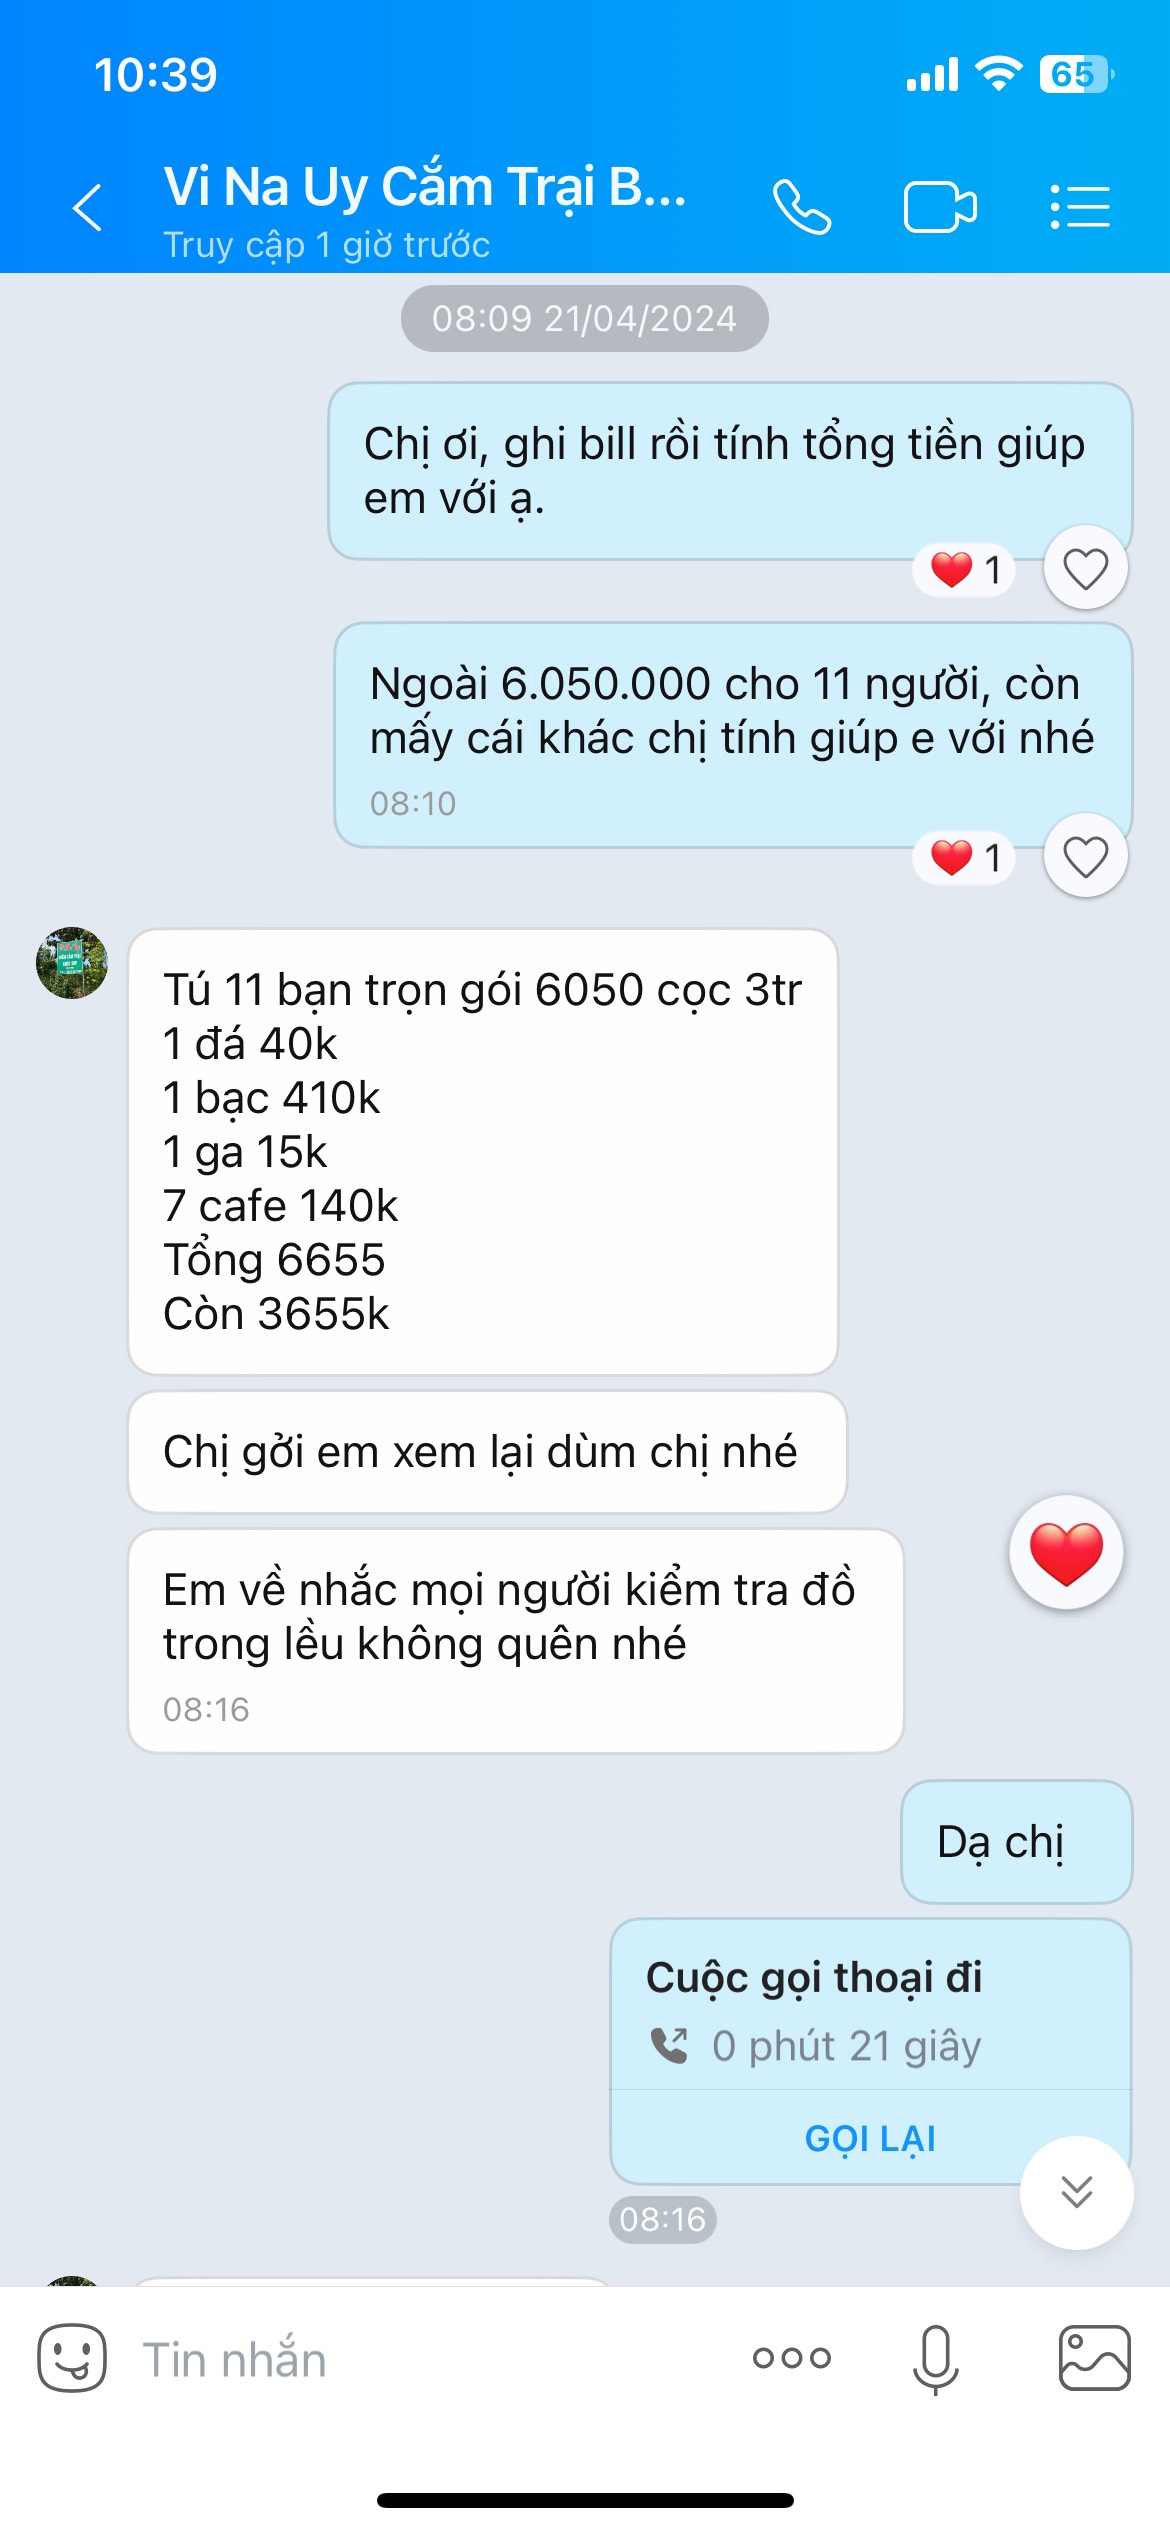 10:39
65
Vi Na Uy Cắm Trại B...
Truy cập 1 giờ trước
08:09 21/04/2024
Chị ơi, ghi bill rồi tính tổng tiền giúp
em với ạ.
1
Ngoài 6.050.000 cho 11 người, còn
mấy cái khác chị tính giúp e với nhé
08:10
1
Tú 11 bạn trọn gói 6050 cọc 3tr
1 đá 40k
1 bạc 410k
1 ga 15k
7 cafe 140k
Tổng 6655
Còn 3655k
Chị gởi em xem lại dùm chị nhé
Em về nhắc mọi người kiểm tra đồ
trong lều không quên nhé
08:16
Dạ chị
Cuộc gọi thoại đi
0 phút 21 giây
GỌI LẠI
08:16
Tin nhắn